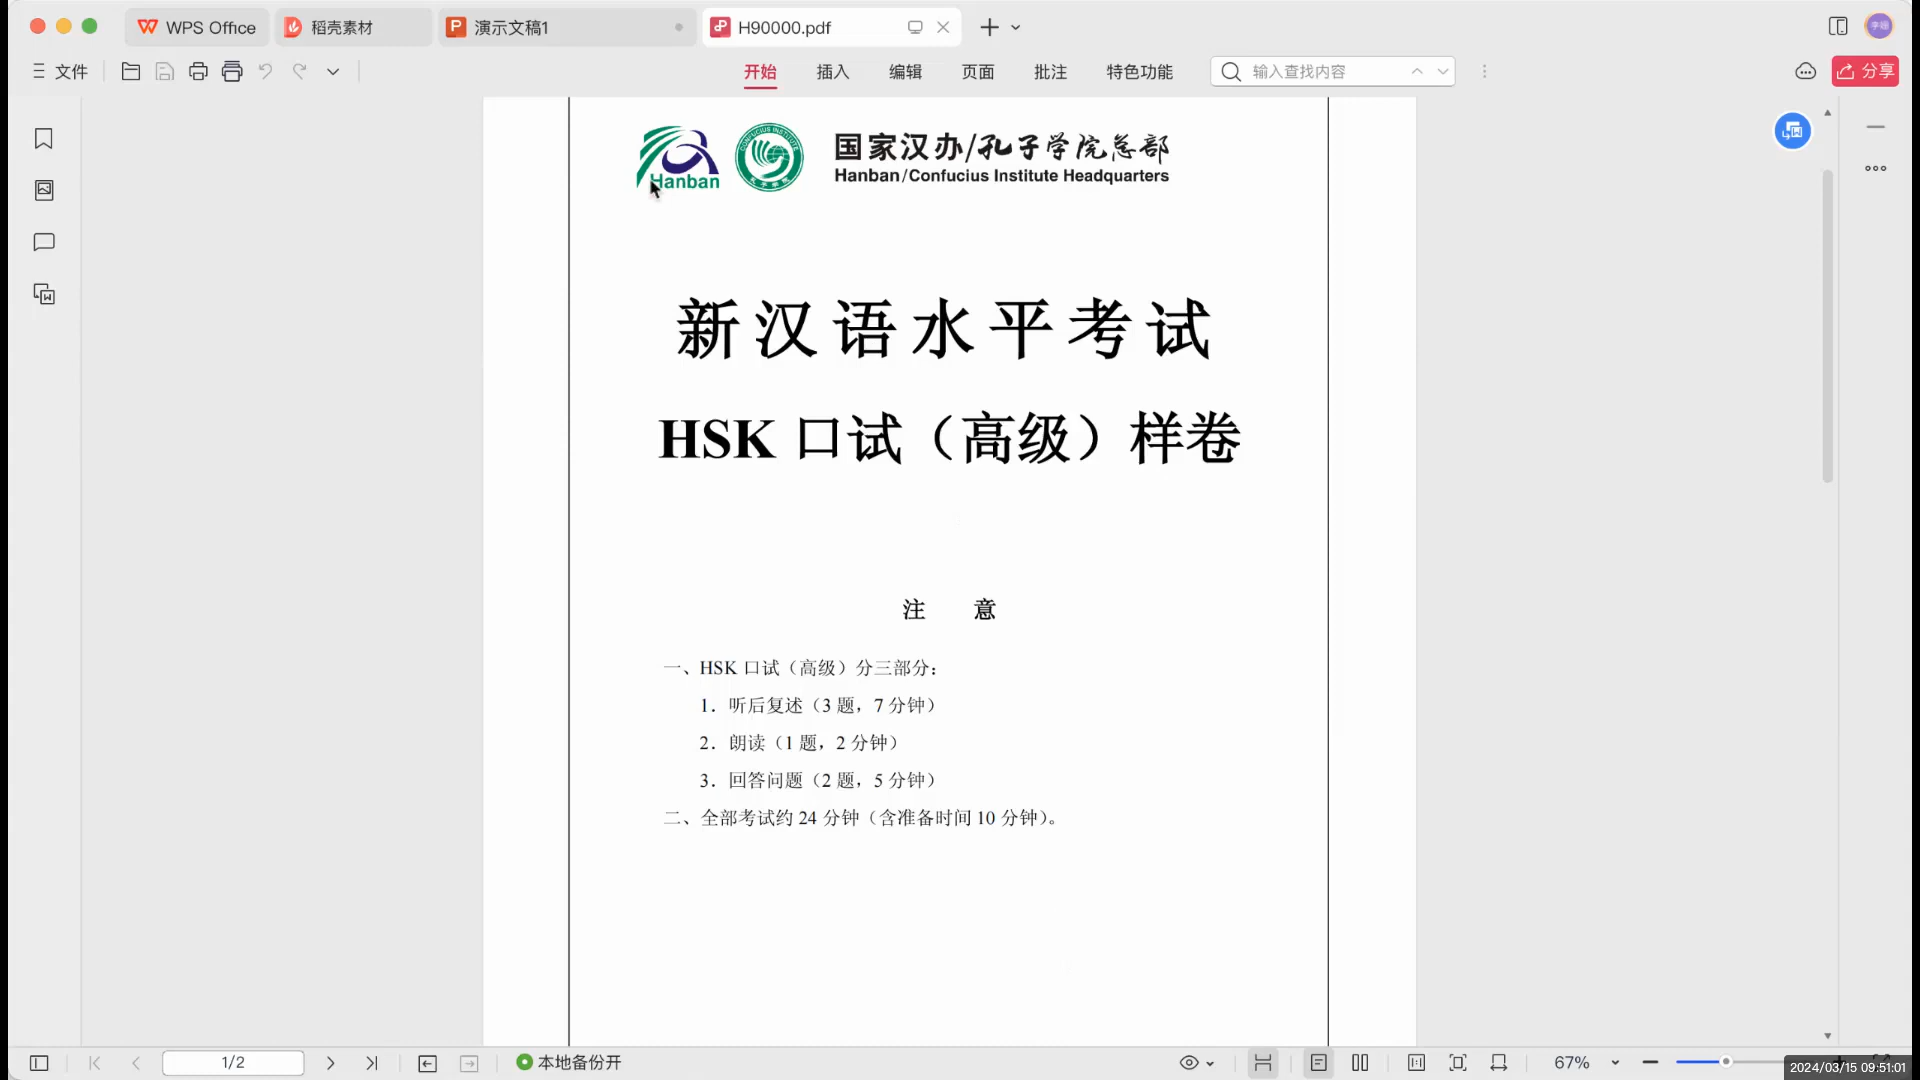 WPS Office
稻壳素材
演示文稿1
H90000.pdf
李暖
文件
开始
插入
编辑
页面
批注
特色功能
输入查找内容
分享
Hanban
国家汉办/孔子学院总部
Hanban/Confucius Institute Headquarters
新汉语水平考试
HSK 口试（高级）样卷
注 意
一、HSK 口试（高级）分三部分：
1．听后复述（3 题，7 分钟）
2．朗读（1 题，2 分钟）
3．回答问题（2 题，5 分钟）
二、全部考试约 24 分钟（含准备时间 10 分钟）。
1/2
本地备份开
67%
2024/03/15 09:51:01